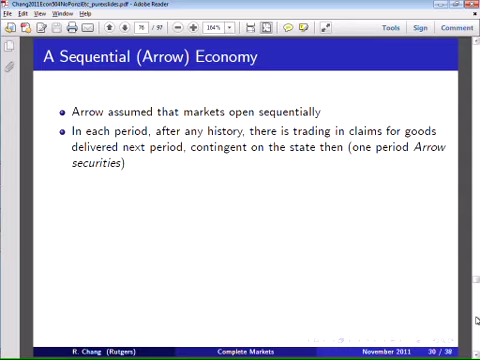 Chang2011Econ504NoPonziEtc_pureslides.pdf - Adobe Reader
File Edit View Window Help
76 / 97 164% Tools Sign Comment
A Sequential (Arrow) Economy
Arrow assumed that markets open sequentially
In each period, after any history, there is trading in claims for goods
delivered next period, contingent on the state then (one period Arrow
securities)
R. Chang (Rutgers) Complete Markets November 2011 30 / 38